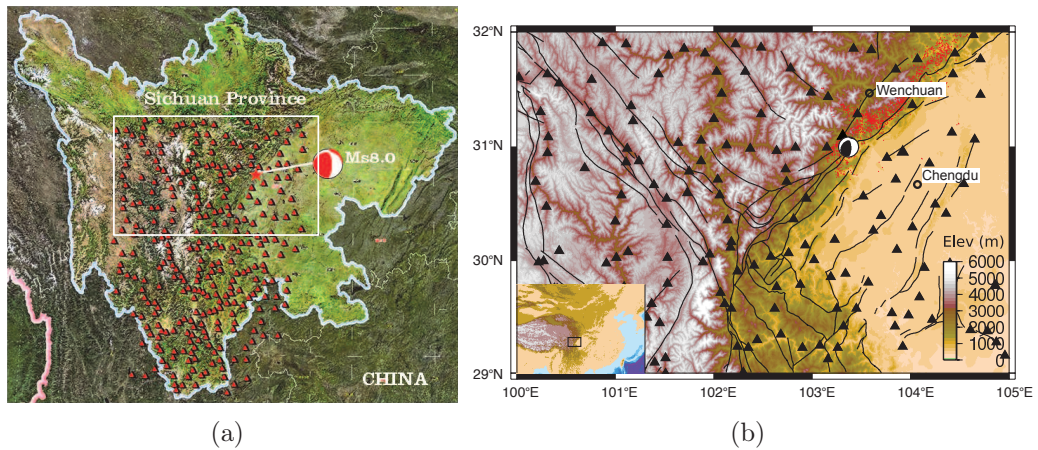 Sichuan Province
Ms8.0
CHINA
(a)
32°N
31°N
30°N
29°N
100°E
101°E
102°E
103°E
104°E
105°E
Wenchuan
Chengdu
Elev (m)
6000
5000
4000
3000
2000
1000
0
(b)